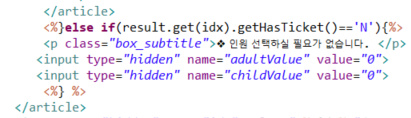 </article>
<%}else if(result.get(idx).getHasTicket()=='N'){%>
<p class="box_subtitle">❖ 인원 선택하실 필요가 없습니다. </p>
<input type="hidden" name="adultValue" value="0">
<input type="hidden" name="childValue" value="0">
<%} %>
</article>